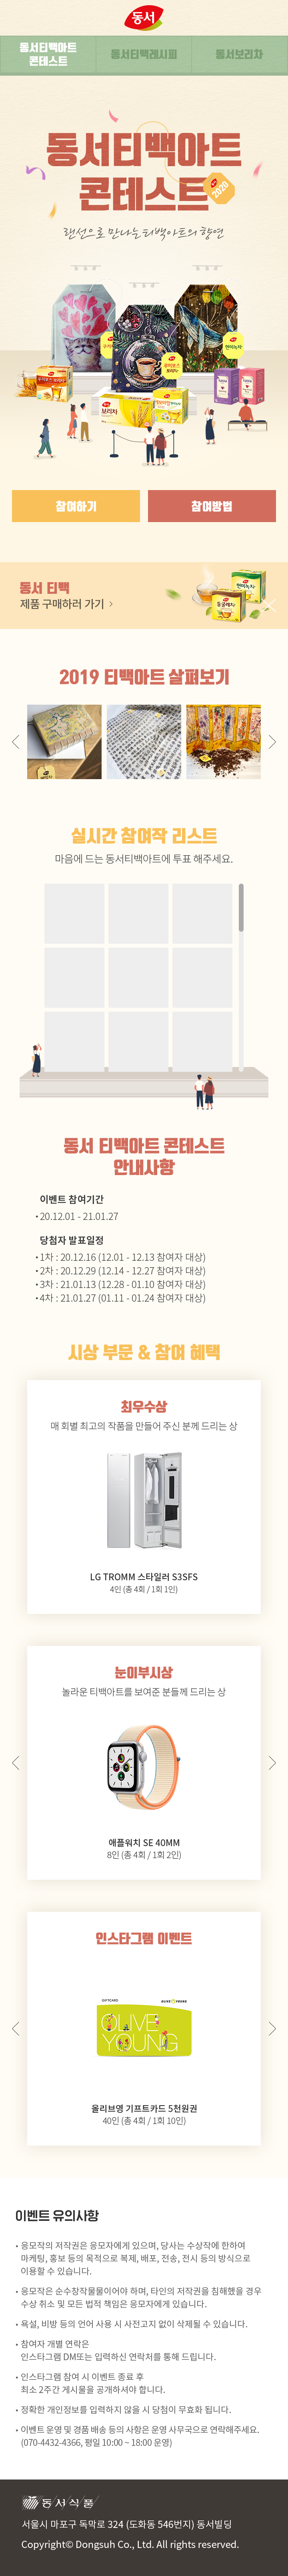 동서
동서티백아트
콘테스트
동서티백레시피
동서보리차
동서티백아트
콘테스트
2020
랜선으로 만나는 티백아트의 향연
현미녹차
보리차
참여하기
참여방법
동서 티백
제품 구매하러 가기 >
2019 티백아트 살펴보기
실시간 참여작 리스트
마음에 드는 동서티백아트에 투표 해주세요.
동서 티백아트 콘테스트
안내사항
이벤트 참여기간
• 20.12.01 - 21.01.27
당첨자 발표일정
• 1차 : 20.12.16 (12.01 - 12.13 참여자 대상)
• 2차 : 20.12.29 (12.14 - 12.27 참여자 대상)
• 3차 : 21.01.13 (12.28 - 01.10 참여자 대상)
• 4차 : 21.01.27 (01.11 - 01.24 참여자 대상)
시상 부문 & 참여 혜택
최우수상
매 회별 최고의 작품을 만들어 주신 분께 드리는 상
LG TROMM 스타일러 S3SFS
4인 (총 4회 / 1회 1인)
눈이부시상
놀라운 티백아트를 보여준 분들께 드리는 상
애플워치 SE 40MM
8인 (총 4회 / 1회 2인)
인스타그램 이벤트
GIFTCARD
OLIVE YOUNG
OLIVE
YOUNG
올리브영 기프트카드 5천원권
40인 (총 4회 / 1회 10인)
이벤트 유의사항
• 응모작의 저작권은 응모자에게 있으며, 당사는 수상작에 한하여
마케팅, 홍보 등의 목적으로 복제, 배포, 전송, 전시 등의 방식으로
이용할 수 있습니다.
• 응모작은 순수창작물물이어야 하며, 타인의 저작권을 침해했을 경우
수상 취소 및 모든 법적 책임은 응모자에게 있습니다.
• 욕설, 비방 등의 언어 사용 시 사전고지 없이 삭제될 수 있습니다.
• 참여자 개별 연락은
인스타그램 DM또는 입력하신 연락처를 통해 드립니다.
• 인스타그램 참여 시 이벤트 종료 후
최소 2주간 게시물을 공개하셔야 합니다.
• 정확한 개인정보를 입력하지 않을 시 당첨이 무효화 됩니다.
• 이벤트 운영 및 경품 배송 등의 사항은 운영 사무국으로 연락해주세요.
(070-4432-4366, 평일 10:00 ~ 18:00 운영)
동서식품
서울시 마포구 독막로 324 (도화동 546번지) 동서빌딩
Copyright© Dongsuh Co., Ltd. All rights reserved.